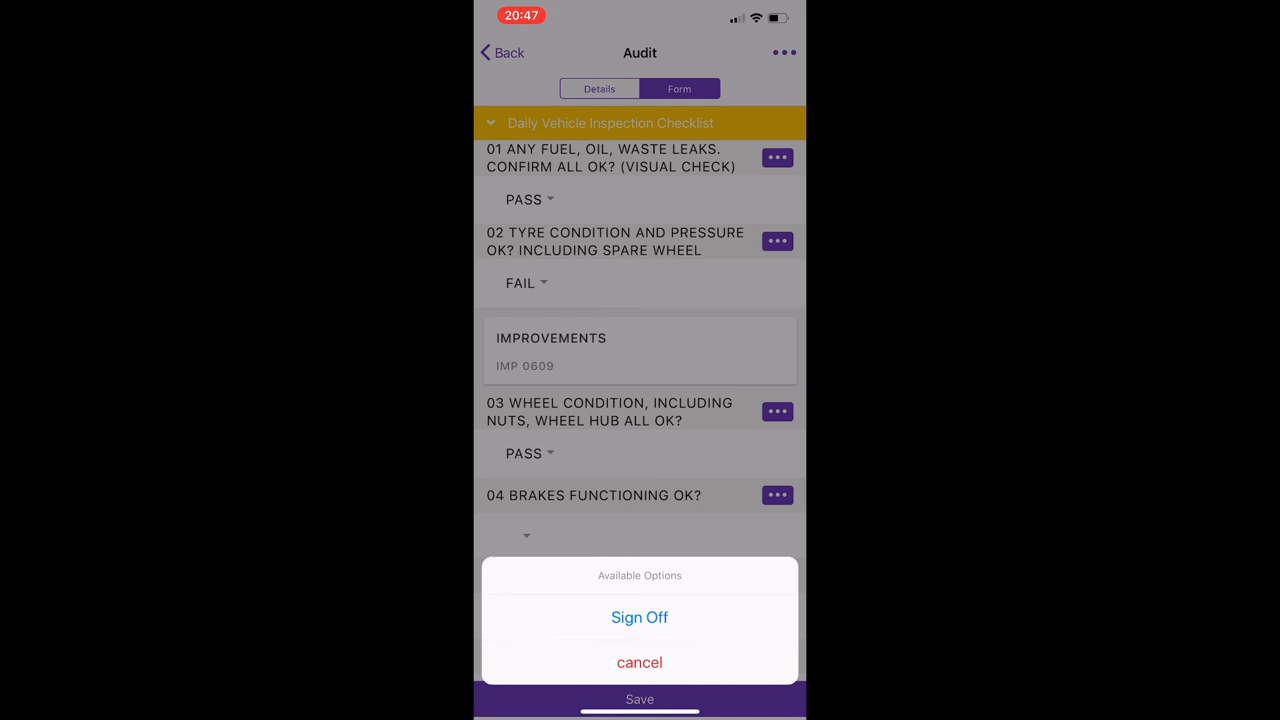 20:47
Back
Audit
Details
Form
Daily Vehicle Inspection Checklist
01 ANY FUEL, OIL, WASTE LEAKS.
CONFIRM ALL OK? (VISUAL CHECK)
PASS
02 TYRE CONDITION AND PRESSURE
OK? INCLUDING SPARE WHEEL
FAIL
IMPROVEMENTS
IMP 0609
03 WHEEL CONDITION, INCLUDING
NUTS, WHEEL HUB ALL OK?
PASS
04 BRAKES FUNCTIONING OK?
Available Options
Sign Off
cancel
Save